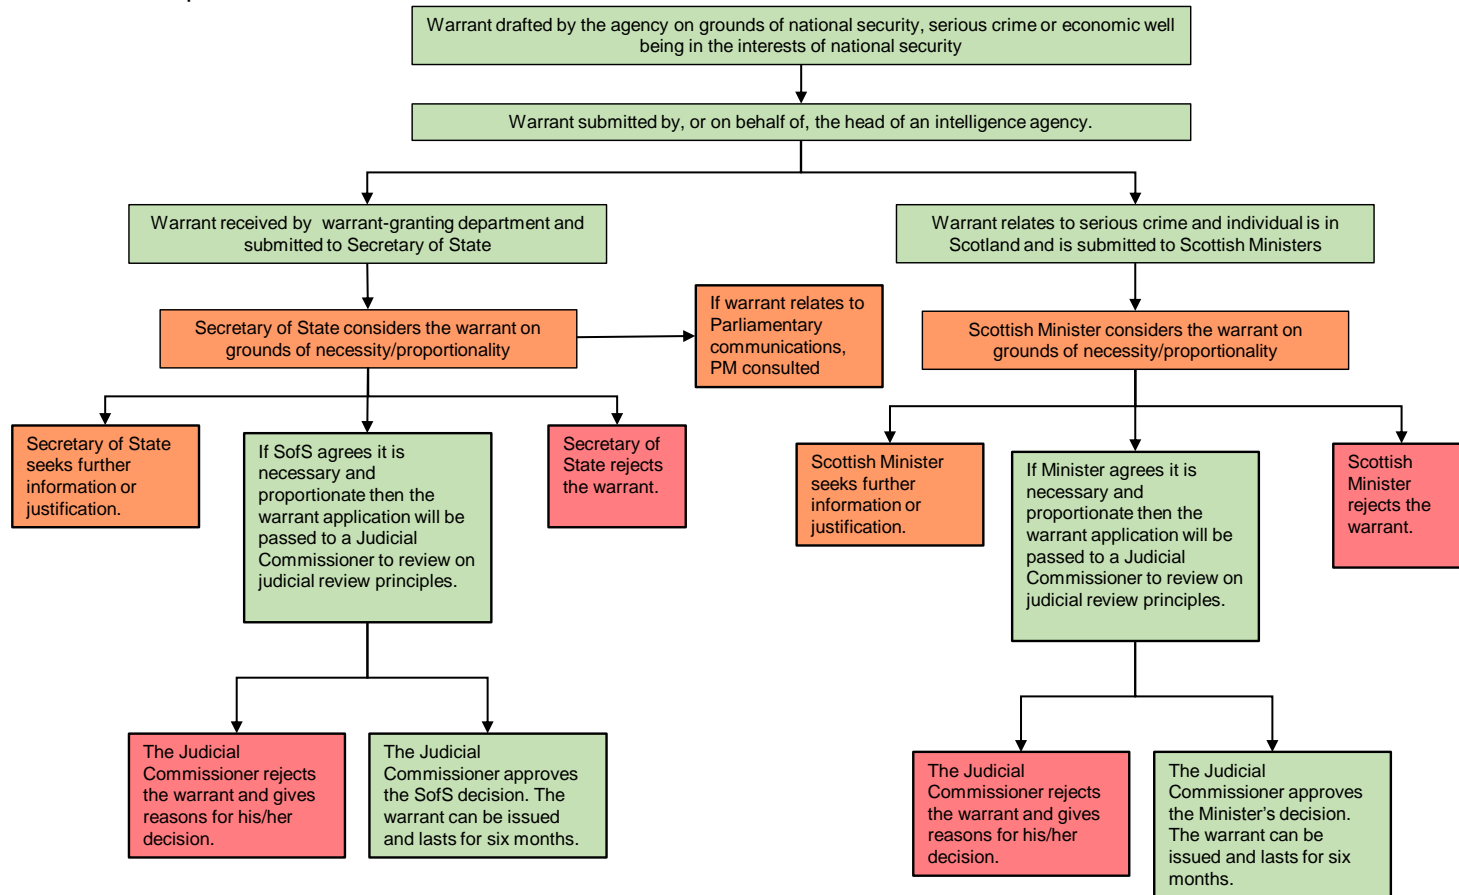 Warrant drafted by the agency on grounds of national security, serious crime or economic well
being in the interests of national security
Warrant submitted by, or on behalf of, the head of an intelligence agency.
Warrant received by warrant-granting department and
submitted to Secretary of State
Warrant relates to serious crime and individual is in
Scotland and is submitted to Scottish Ministers
Secretary of State considers the warrant on
grounds of necessity/proportionality
If warrant relates to
Parliamentary
communications,
PM consulted
Scottish Minister considers the warrant on
grounds of necessity/proportionality
Secretary of State
seeks further
information or
justification.
If SofS agrees it is
necessary and
proportionate then the
warrant application will be
passed to a Judicial
Commissioner to review on
judicial review principles.
Secretary of
State rejects
the warrant.
Scottish Minister
seeks further
information or
justification.
If Minister agrees it is
necessary and
proportionate then the
warrant application will be
passed to a Judicial
Commissioner to review on
judicial review principles.
Scottish
Minister
rejects the
warrant.
The Judicial
Commissioner rejects
the warrant and gives
reasons for his/her
decision.
The Judicial
Commissioner approves
the SofS decision. The
warrant can be issued
and lasts for six months.
The Judicial
Commissioner rejects
the warrant and gives
reasons for his/her
decision.
The Judicial
Commissioner approves
the Minister’s decision.
The warrant can be
issued and lasts for six
months.